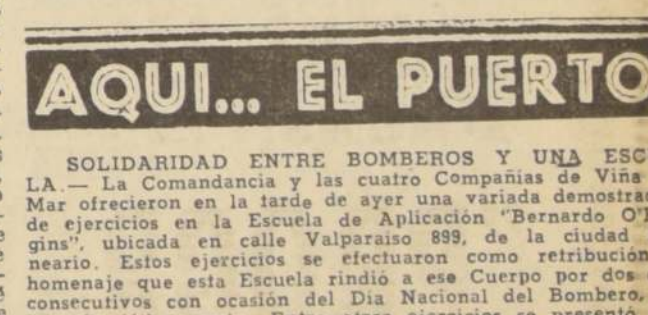 AQUI... EL PUERTO
SOLIDARIDAD ENTRE BOMBEROS Y UNA ESC
LA.— La Comandancia y las cuatro Compañías de Viña
Mar ofrecieron en la tarde de ayer una variada demostra
de ejercicios en la Escuela de Aplicación "Bernardo O'
gins", ubicada en calle Valparaíso 899, de la ciudad
neario. Estos ejercicios se efectuaron como retribución
homenaje que esta Escuela rindió a ese Cuerpo por dos
consecutivos con ocasión del Día Nacional del Bombero,